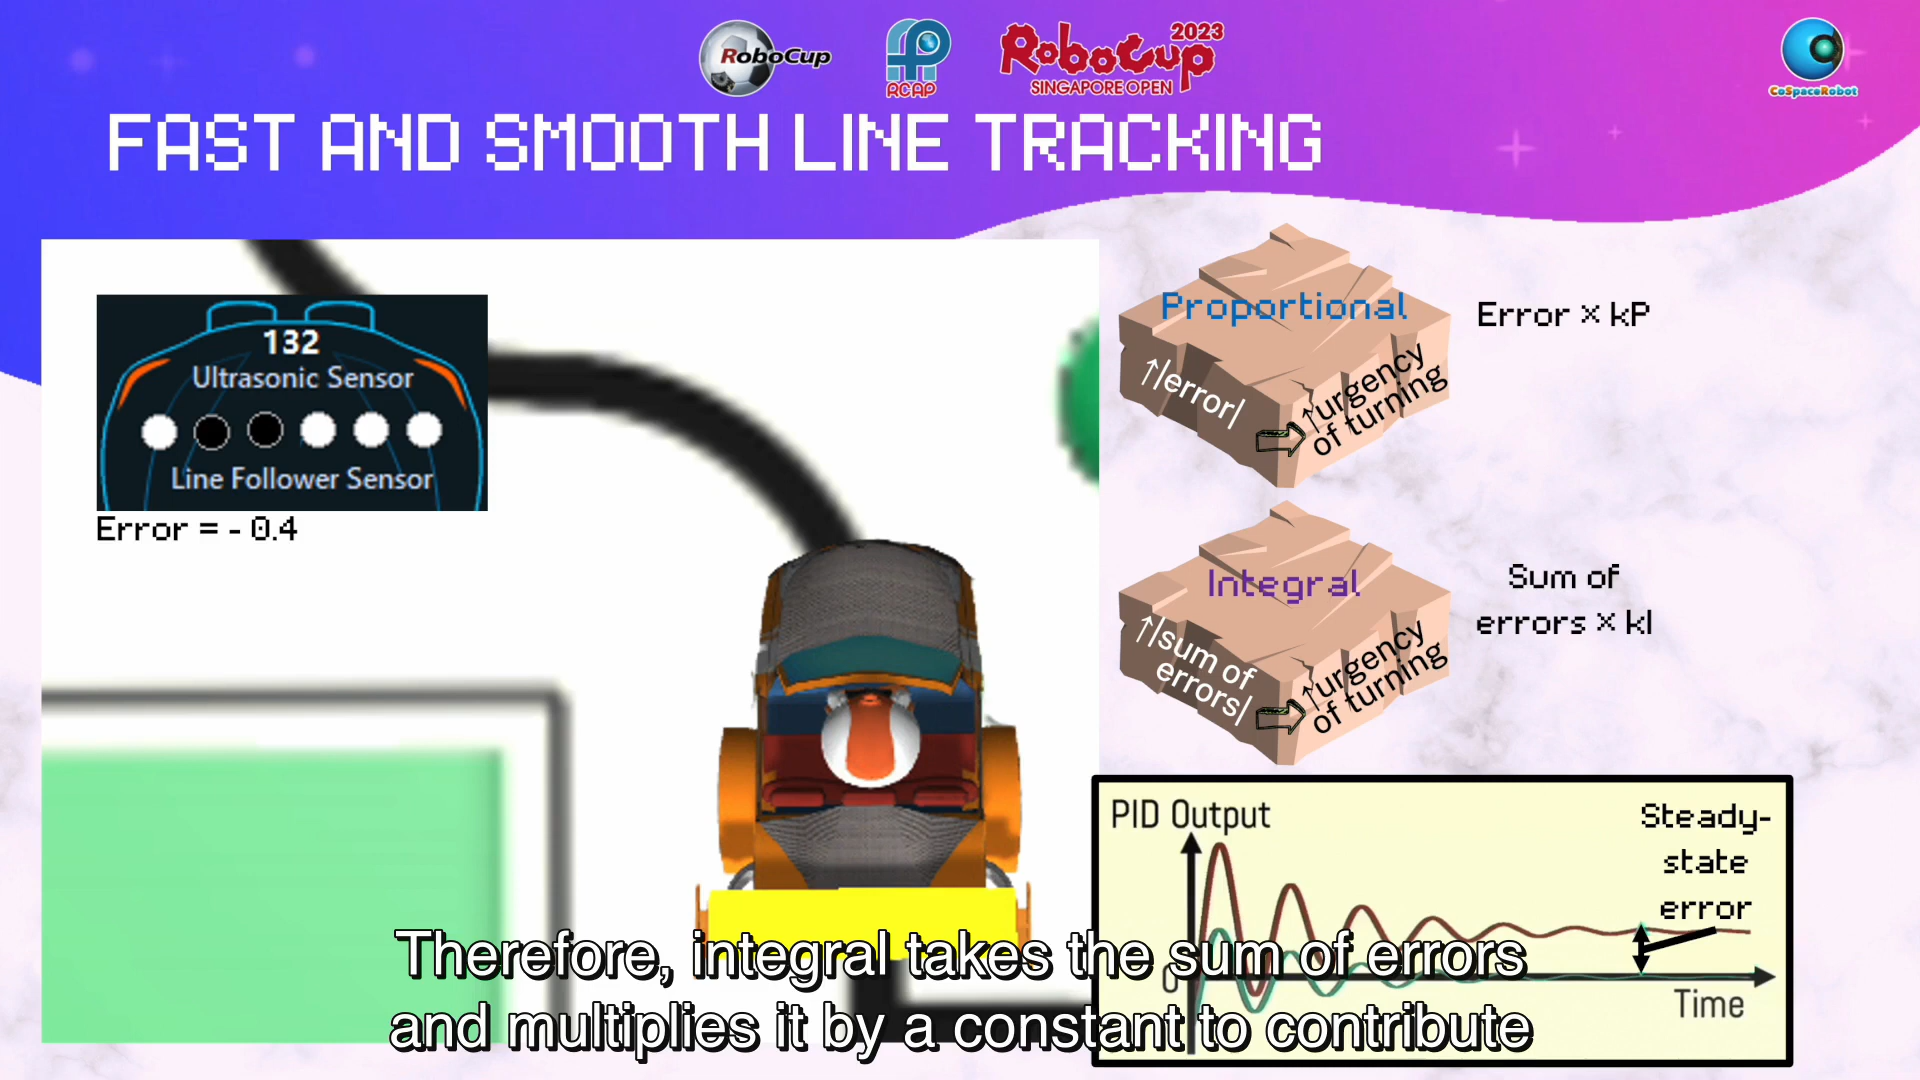 RoboCup
RCAP
RoboCup 2023
SINGAPORE OPEN
CoSpaceRobot
FAST AND SMOOTH LINE TRACKING
132
Ultrasonic Sensor
Line Follower Sensor
Error = - 0.4
Proportional
↑|error|
↑urgency
of turning
Error × kP
Integral
↑|sum of
errors|
↑urgency
of turning
Sum of
errors × kI
PID Output
Steady-
state
error
0
Time
Therefore, integral takes the sum of errors
and multiplies it by a constant to contribute